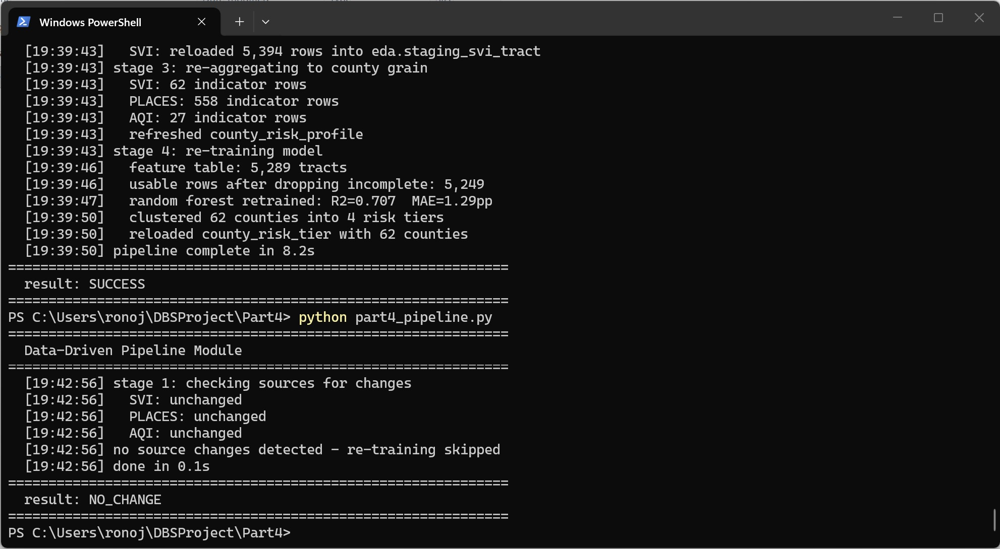 Windows PowerShell
[19:39:43]   SVI: reloaded 5,394 rows into eda.staging_svi_tract
[19:39:43] stage 3: re-aggregating to county grain
[19:39:43]   SVI: 62 indicator rows
[19:39:43]   PLACES: 558 indicator rows
[19:39:43]   AQI: 27 indicator rows
[19:39:43]   refreshed county_risk_profile
[19:39:43] stage 4: re-training model
[19:39:46]   feature table: 5,289 tracts
[19:39:46]   usable rows after dropping incomplete: 5,249
[19:39:47]   random forest retrained: R2=0.707  MAE=1.29pp
[19:39:50]   clustered 62 counties into 4 risk tiers
[19:39:50]   reloaded county_risk_tier with 62 counties
[19:39:50] pipeline complete in 8.2s
==============================================================
result: SUCCESS
==============================================================
PS C:\Users\ronoj\DBSProject\Part4> python part4_pipeline.py
==============================================================
Data-Driven Pipeline Module
==============================================================
[19:42:56] stage 1: checking sources for changes
[19:42:56]   SVI: unchanged
[19:42:56]   PLACES: unchanged
[19:42:56]   AQI: unchanged
[19:42:56] no source changes detected - re-training skipped
[19:42:56] done in 0.1s
==============================================================
result: NO_CHANGE
==============================================================
PS C:\Users\ronoj\DBSProject\Part4>